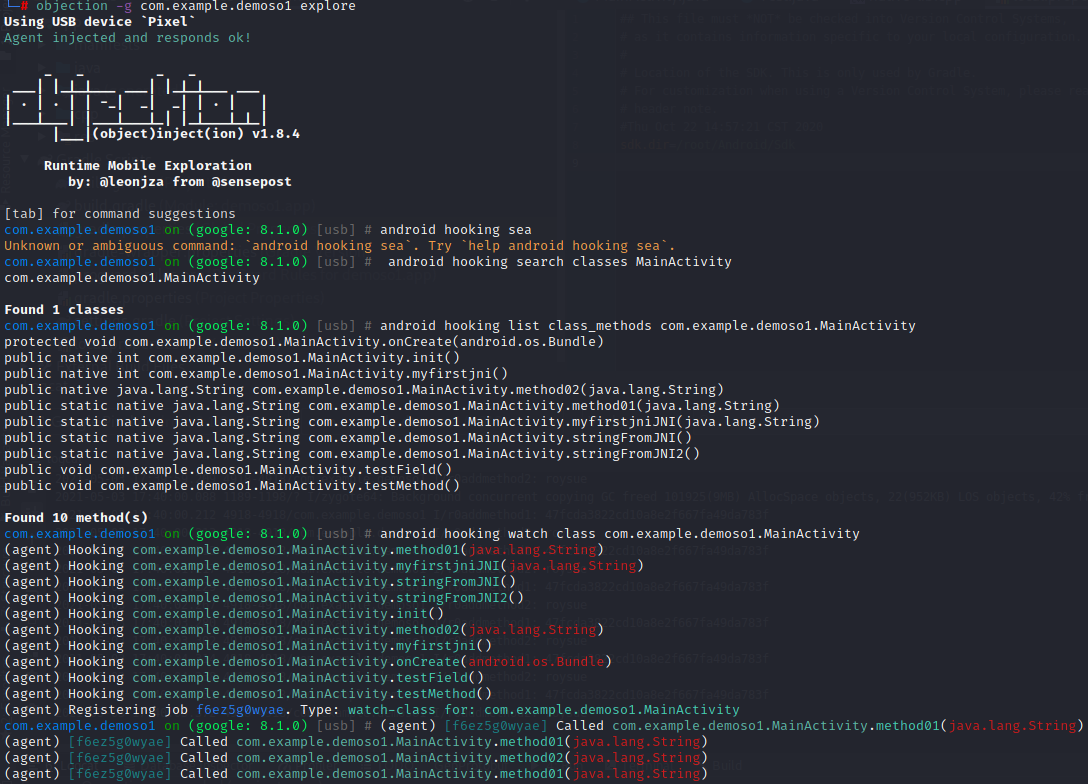 # objection -g com.example.demoso1 explore
Using USB device `Pixel`
Agent injected and responds ok!
|___|(object)inject(ion) v1.8.4
Runtime Mobile Exploration
by: @leonjza from @sensepost
[tab] for command suggestions
com.example.demoso1 on (google: 8.1.0) [usb] # android hooking sea
Unknown or ambiguous command: `android hooking sea`. Try `help android hooking sea`.
com.example.demoso1 on (google: 8.1.0) [usb] #  android hooking search classes MainActivity
com.example.demoso1.MainActivity
Found 1 classes
com.example.demoso1 on (google: 8.1.0) [usb] # android hooking list class_methods com.example.demoso1.MainActivity
protected void com.example.demoso1.MainActivity.onCreate(android.os.Bundle)
public native int com.example.demoso1.MainActivity.init()
public native int com.example.demoso1.MainActivity.myfirstjni()
public native java.lang.String com.example.demoso1.MainActivity.method02(java.lang.String)
public static native java.lang.String com.example.demoso1.MainActivity.method01(java.lang.String)
public static native java.lang.String com.example.demoso1.MainActivity.myfirstjniJNI(java.lang.String)
public static native java.lang.String com.example.demoso1.MainActivity.stringFromJNI()
public static native java.lang.String com.example.demoso1.MainActivity.stringFromJNI2()
public void com.example.demoso1.MainActivity.testField()
public void com.example.demoso1.MainActivity.testMethod()
Found 10 method(s)
com.example.demoso1 on (google: 8.1.0) [usb] # android hooking watch class com.example.demoso1.MainActivity
(agent) Hooking com.example.demoso1.MainActivity.method01(java.lang.String)
(agent) Hooking com.example.demoso1.MainActivity.myfirstjniJNI(java.lang.String)
(agent) Hooking com.example.demoso1.MainActivity.stringFromJNI()
(agent) Hooking com.example.demoso1.MainActivity.stringFromJNI2()
(agent) Hooking com.example.demoso1.MainActivity.init()
(agent) Hooking com.example.demoso1.MainActivity.method02(java.lang.String)
(agent) Hooking com.example.demoso1.MainActivity.myfirstjni()
(agent) Hooking com.example.demoso1.MainActivity.onCreate(android.os.Bundle)
(agent) Hooking com.example.demoso1.MainActivity.testField()
(agent) Hooking com.example.demoso1.MainActivity.testMethod()
(agent) Registering job f6ez5g0wyae. Type: watch-class for: com.example.demoso1.MainActivity
com.example.demoso1 on (google: 8.1.0) [usb] # (agent) [f6ez5g0wyae] Called com.example.demoso1.MainActivity.method01(java.lang.String)
(agent) [f6ez5g0wyae] Called com.example.demoso1.MainActivity.method01(java.lang.String)
(agent) [f6ez5g0wyae] Called com.example.demoso1.MainActivity.method02(java.lang.String)
(agent) [f6ez5g0wyae] Called com.example.demoso1.MainActivity.method01(java.lang.String)